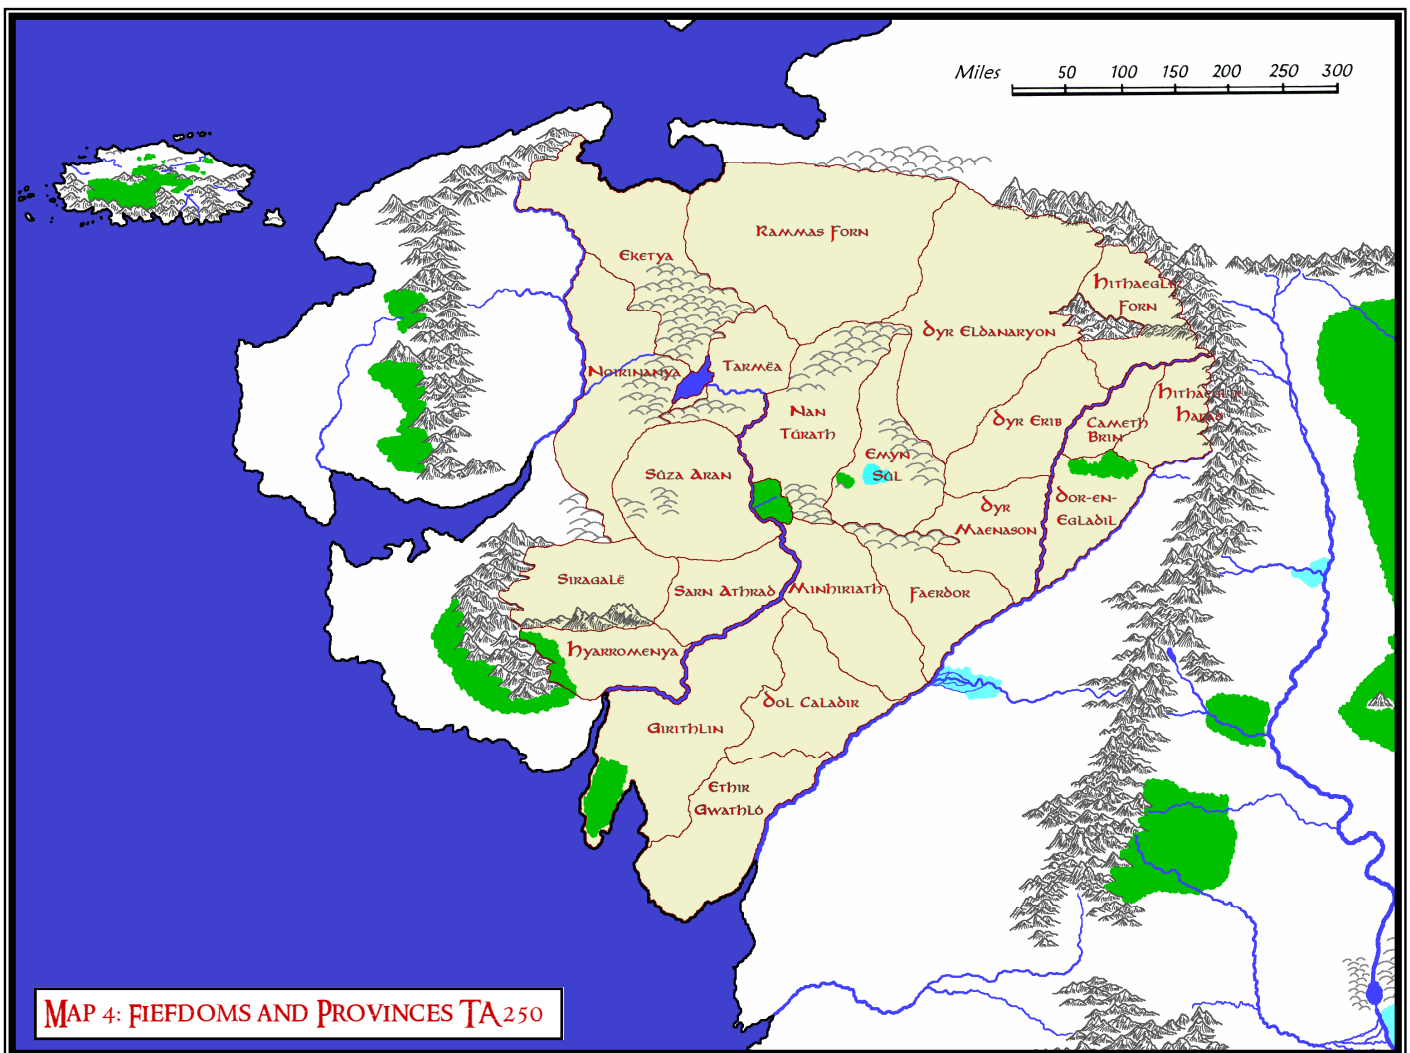 Miles 50 100 150 200 250 300
Rammas Forn
Eketya
Hithaeglir
Forn
Dyr Eldanaryon
Noirinanya
Tarmëa
Hithaeglir
Harad
Nan
Túrath
Dyr Erib
Cameth
Brin
Emyn
Sûl
Sûza Aran
Dor-en-
Egladil
Dyr
Maenason
Siragalë
Sarn Athrad
Minhiriath
Faerdor
Hyarromenya
Dol Caladir
Girithlin
Ethir
Gwathló
Map 4: Fiefdoms and Provinces TA 250